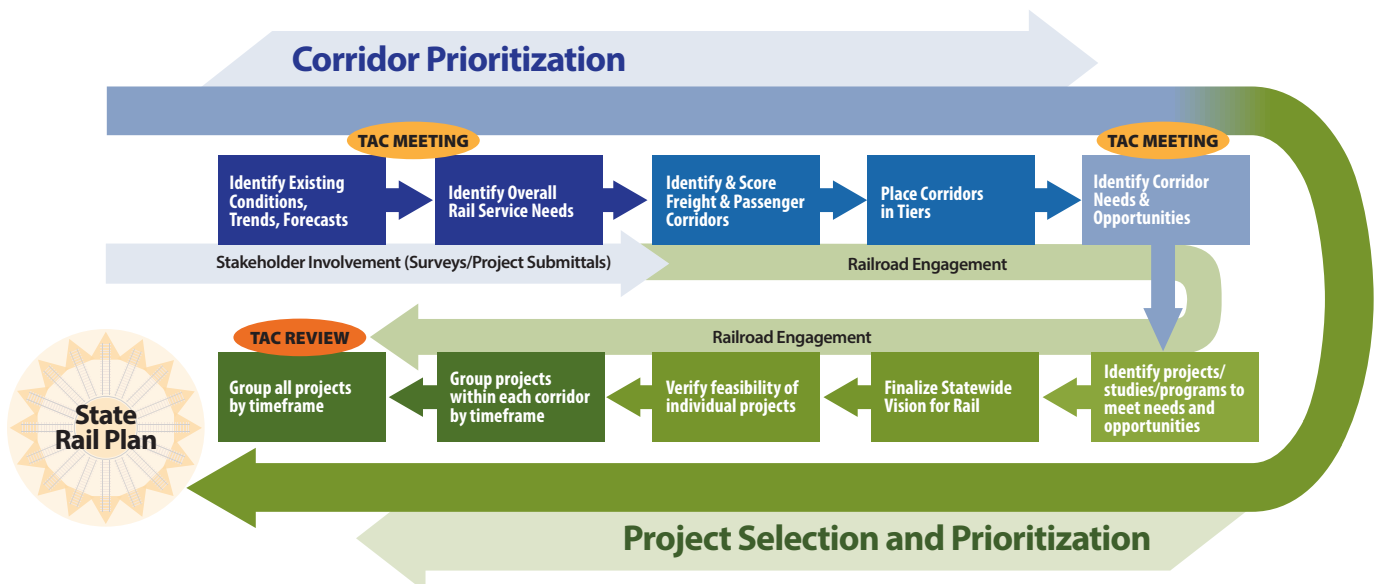 Corridor Prioritization
TAC MEETING
TAC MEETING
Identify Existing
Conditions,
Trends, Forecasts
Identify Overall
Rail Service Needs
Identify & Score
Freight & Passenger
Corridors
Place Corridors
in Tiers
Identify Corridor
Needs &
Opportunities
Stakeholder Involvement (Surveys/Project Submittals)
Railroad Engagement
Railroad Engagement
TAC REVIEW
State
Rail Plan
Group all projects
by timeframe
Group projects
within each corridor
by timeframe
Verify feasibility of
individual projects
Finalize Statewide
Vision for Rail
Identify projects/
studies/programs to
meet needs and
opportunities
Project Selection and Prioritization